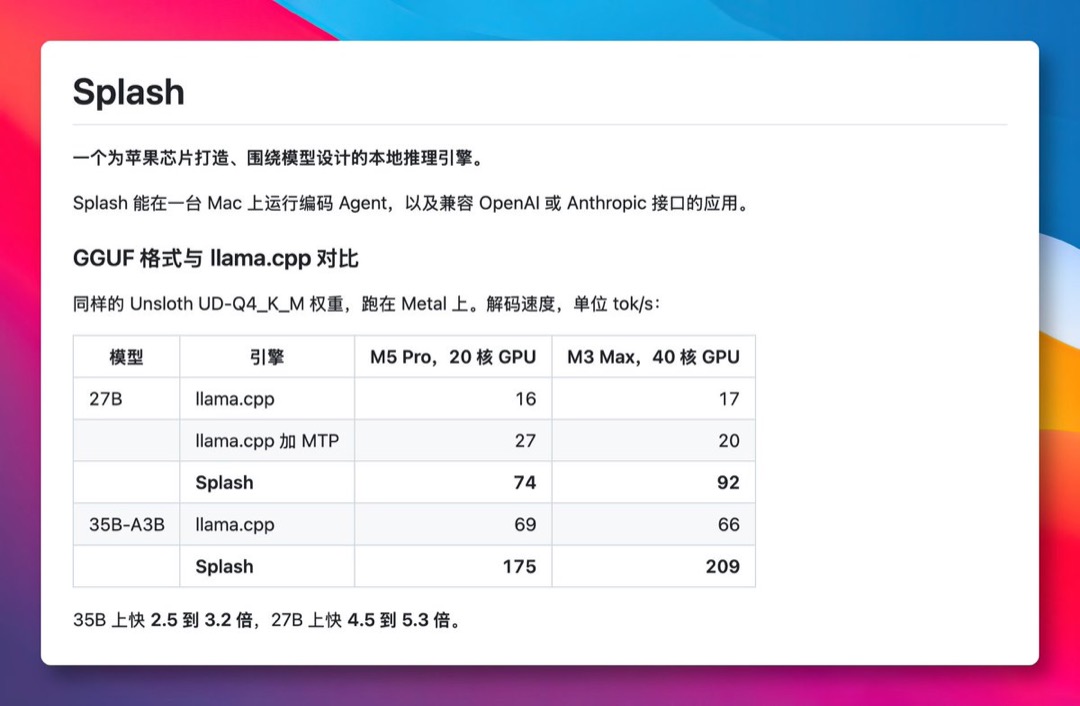 Splash
一个为苹果芯片打造、围绕模型设计的本地推理引擎。
Splash 能在一台 Mac 上运行编码 Agent，以及兼容 OpenAI 或 Anthropic 接口的应用。
GGUF 格式与 llama.cpp 对比
同样的 Unsloth UD-Q4_K_M 权重，跑在 Metal 上。解码速度，单位 tok/s：
模型 引擎 M5 Pro，20 核 GPU M3 Max，40 核 GPU
27B llama.cpp 16 17
llama.cpp 加 MTP 27 20
Splash 74 92
35B-A3B llama.cpp 69 66
Splash 175 209
35B 上快 2.5 到 3.2 倍，27B 上快 4.5 到 5.3 倍。